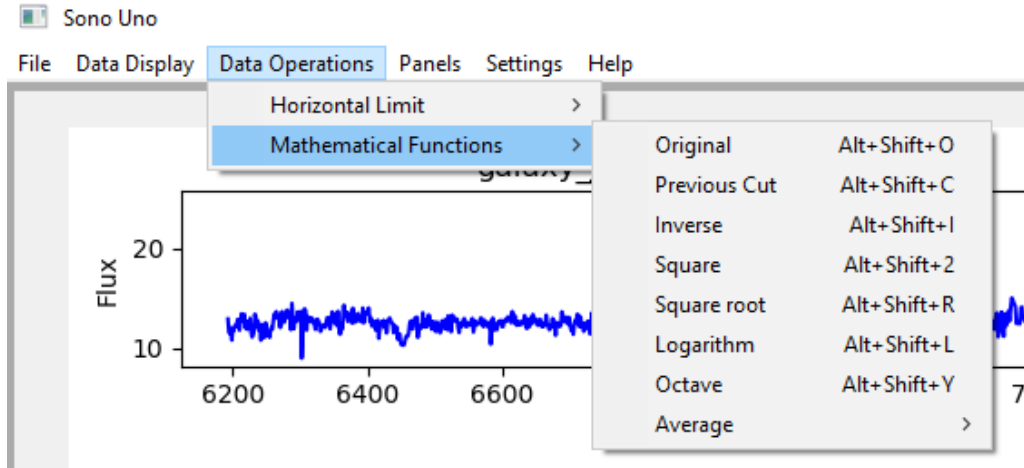 Sono Uno
File Data Display Data Operations Panels Settings Help
Horizontal Limit
Mathematical Functions
Original Alt+Shift+O
Previous Cut Alt+Shift+C
Inverse Alt+Shift+I
Square Alt+Shift+2
Square root Alt+Shift+R
Logarithm Alt+Shift+L
Octave Alt+Shift+Y
Average
Flux
20
10
6200 6400 6600